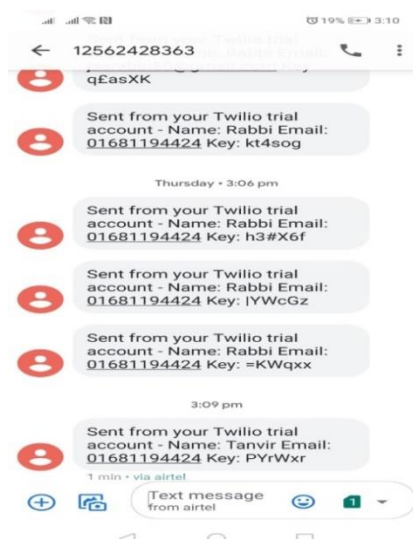 19% 3:10
12562428363
q£asXK
Sent from your Twilio trial
account - Name: Rabbi Email:
01681194424 Key: kt4sog
Thursday • 3:06 pm
Sent from your Twilio trial
account - Name: Rabbi Email:
01681194424 Key: h3#X6f
Sent from your Twilio trial
account - Name: Rabbi Email:
01681194424 Key: |YWcGz
Sent from your Twilio trial
account - Name: Rabbi Email:
01681194424 Key: =KWqxx
3:09 pm
Sent from your Twilio trial
account - Name: Tanvir Email:
01681194424 Key: PYrWxr
1 min • via airtel
Text message
from airtel
1